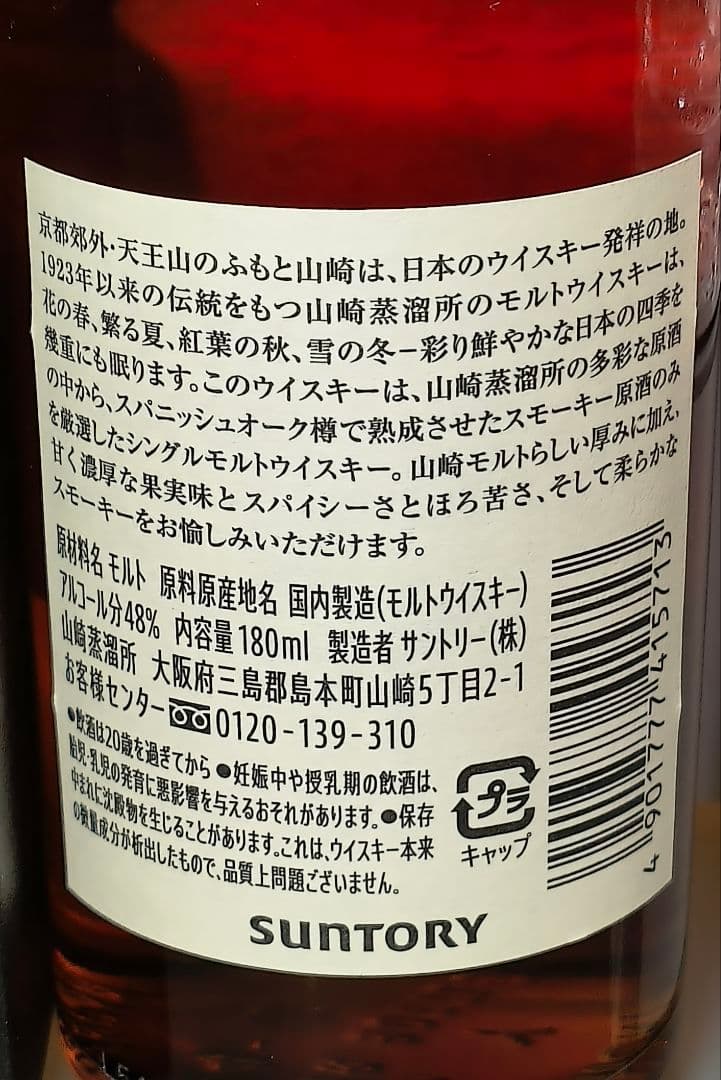 京都郊外・天王山のふもと山崎は、日本のウイスキー発祥の地。
1923年以来の伝統をもつ山崎蒸溜所のモルトウイスキーは、
花の春、繁る夏、紅葉の秋、雪の冬－彩り鮮やかな日本の四季を
幾重にも眠ります。このウイスキーは、山崎蒸溜所の多彩な原酒
の中から、スパニッシュオーク樽で熟成させたスモーキー原酒のみ
を厳選したシングルモルトウイスキー。山崎モルトらしい厚みに加え、
甘く濃厚な果実味とスパイシーさとほろ苦さ、そして柔らかな
スモーキーをお愉しみいただけます。
原材料名 モルト 原料原産地名 国内製造(モルトウイスキー)
アルコール分48% 内容量180ml 製造者 サントリー(株)
山崎蒸溜所 大阪府三島郡島本町山崎5丁目2-1
お客様センター 0120-139-310
●飲酒は20歳を過ぎてから ●妊娠中や授乳期の飲酒は、
胎児・乳児の発育に悪影響を与えるおそれがあります。●保存
中まれに沈殿物を生じることがあります。これは、ウイスキー本来
の微量成分が析出したもので、品質上問題ございません。
プラ
キャップ
4901777415713
SUNTORY